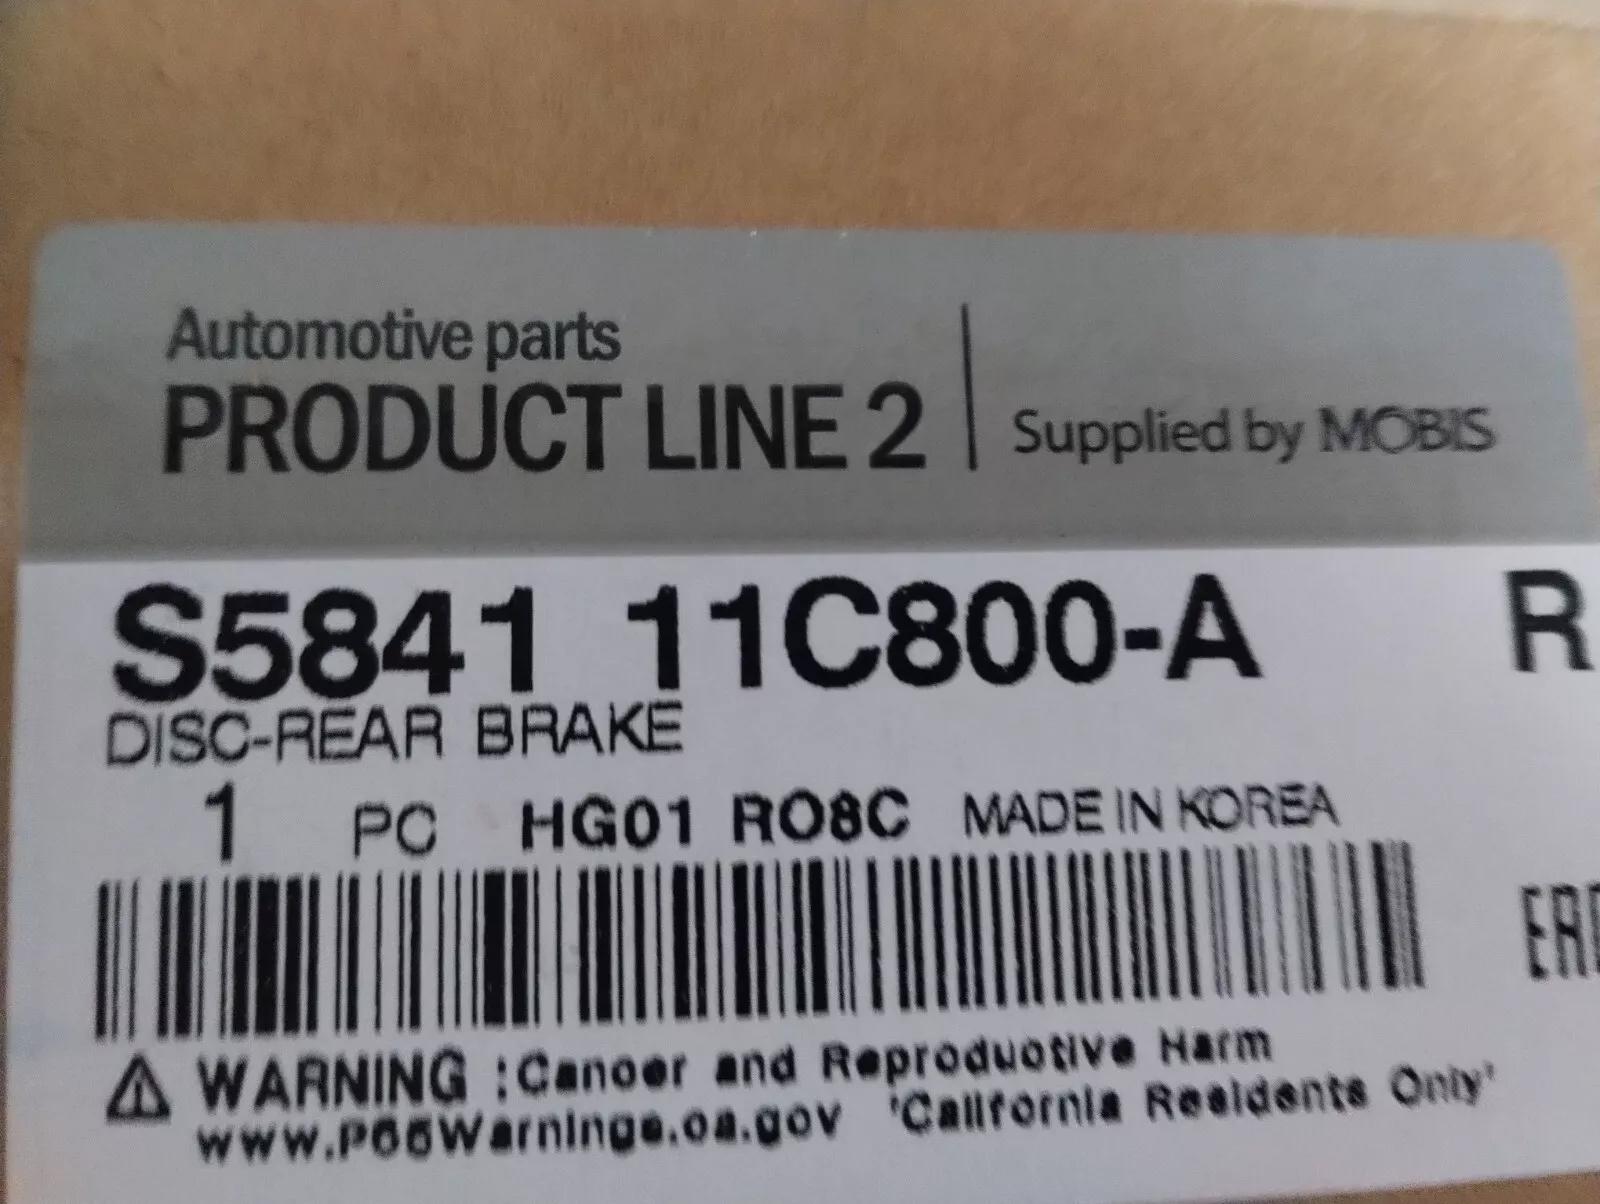 Automotive parts
PRODUCT LINE 2
Supplied by MOBIS
S5841 11C800-A R
DISC-REAR BRAKE
1 PC HG01 RO8C MADE IN KOREA
WARNING :Cancer and Reproductive Harm
www.P65Warnings.ca.gov 'California Residents Only'